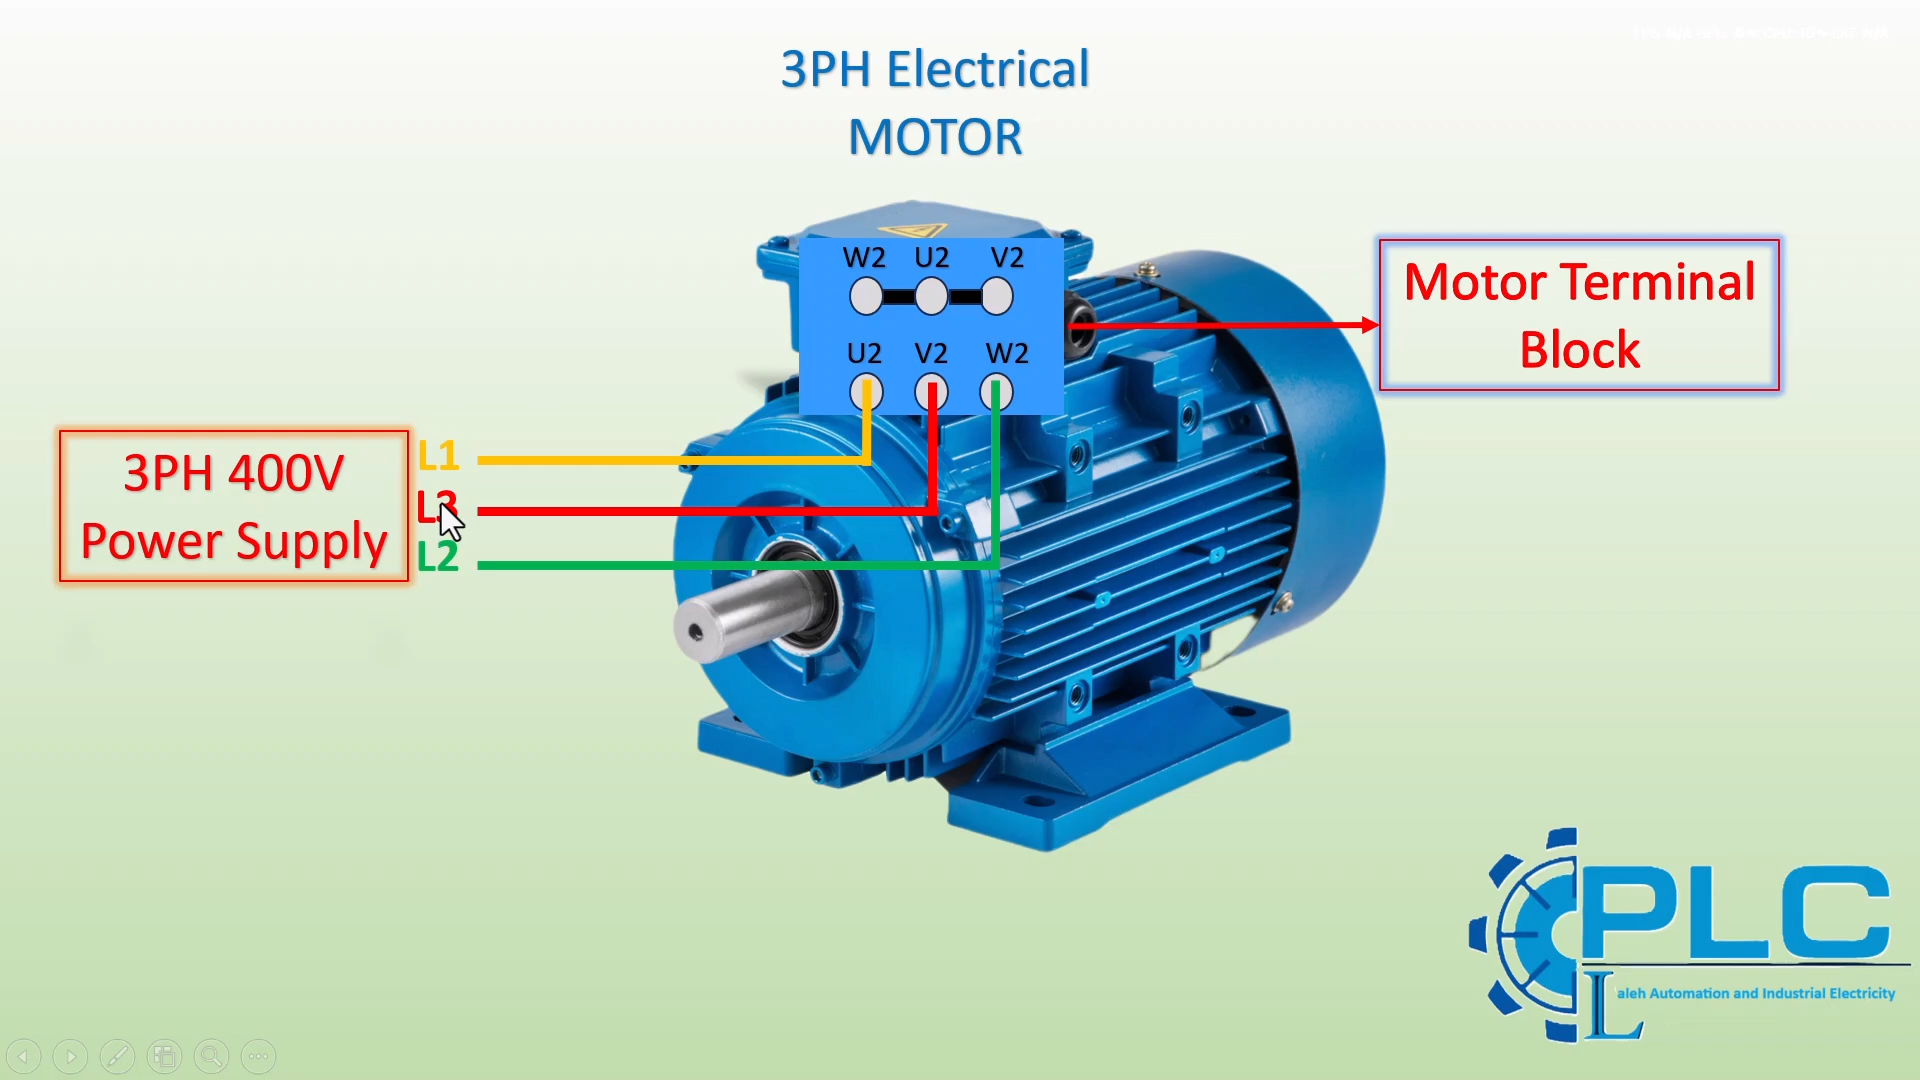 3PH Electrical
MOTOR
W2 U2 V2
U2 V2 W2
Motor Terminal
Block
3PH 400V
Power Supply
L1
L3
L2
PLC
Laleh Automation and Industrial Electricity